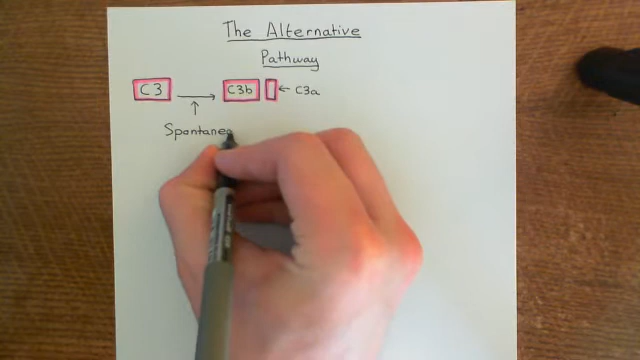 The Alternative
Pathway
C3 → C3b ← C3a
↑
Spontaneo